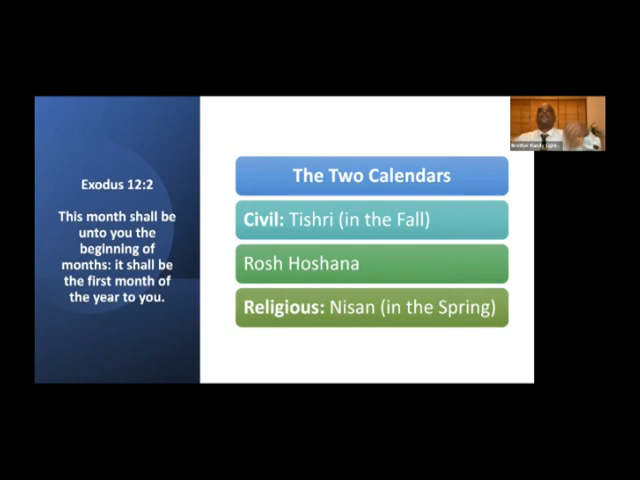 Exodus 12:2
This month shall be
unto you the
beginning of
months: it shall be
the first month of
the year to you.
The Two Calendars
Civil: Tishri (in the Fall)
Rosh Hoshana
Religious: Nisan (in the Spring)
Brother Randy